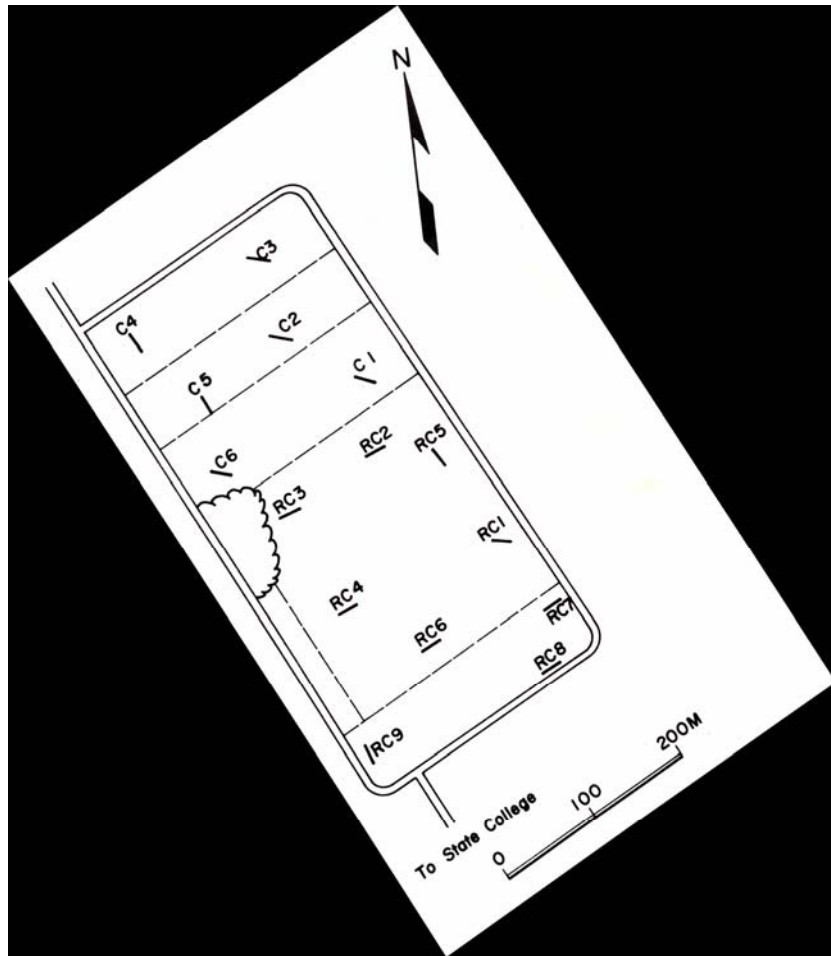 N
C3
C4
C2
C5
C1
C6
RC2
RC5
RC3
RC1
RC4
RC7
RC6
RC8
RC9
200M
100
0
To State College